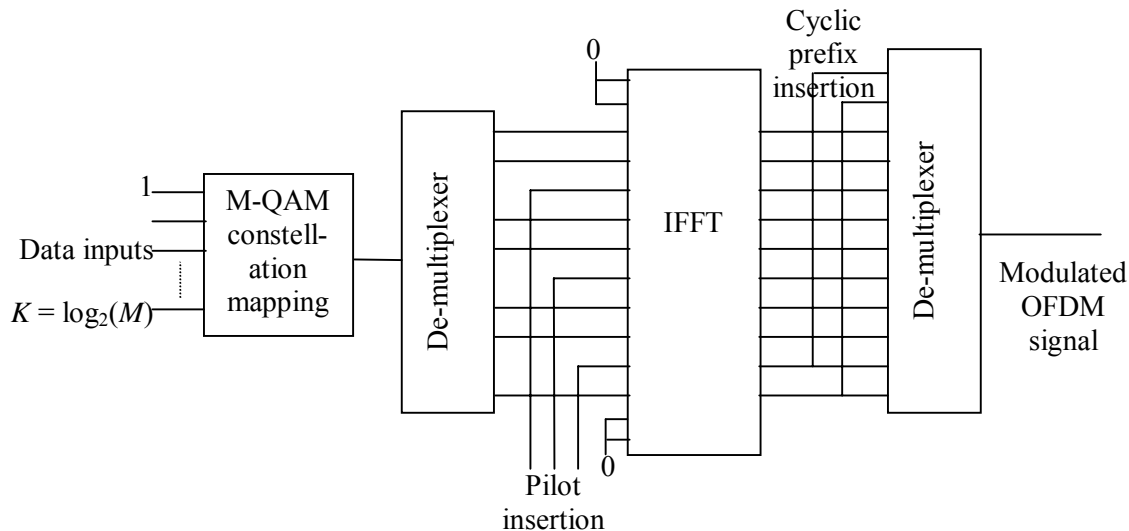 1
Data inputs
K = log₂(M)
M-QAM
constell-
ation
mapping
De-multiplexer
0
Pilot
insertion
0
IFFT
Cyclic
prefix
insertion
De-multiplexer
Modulated
OFDM
signal